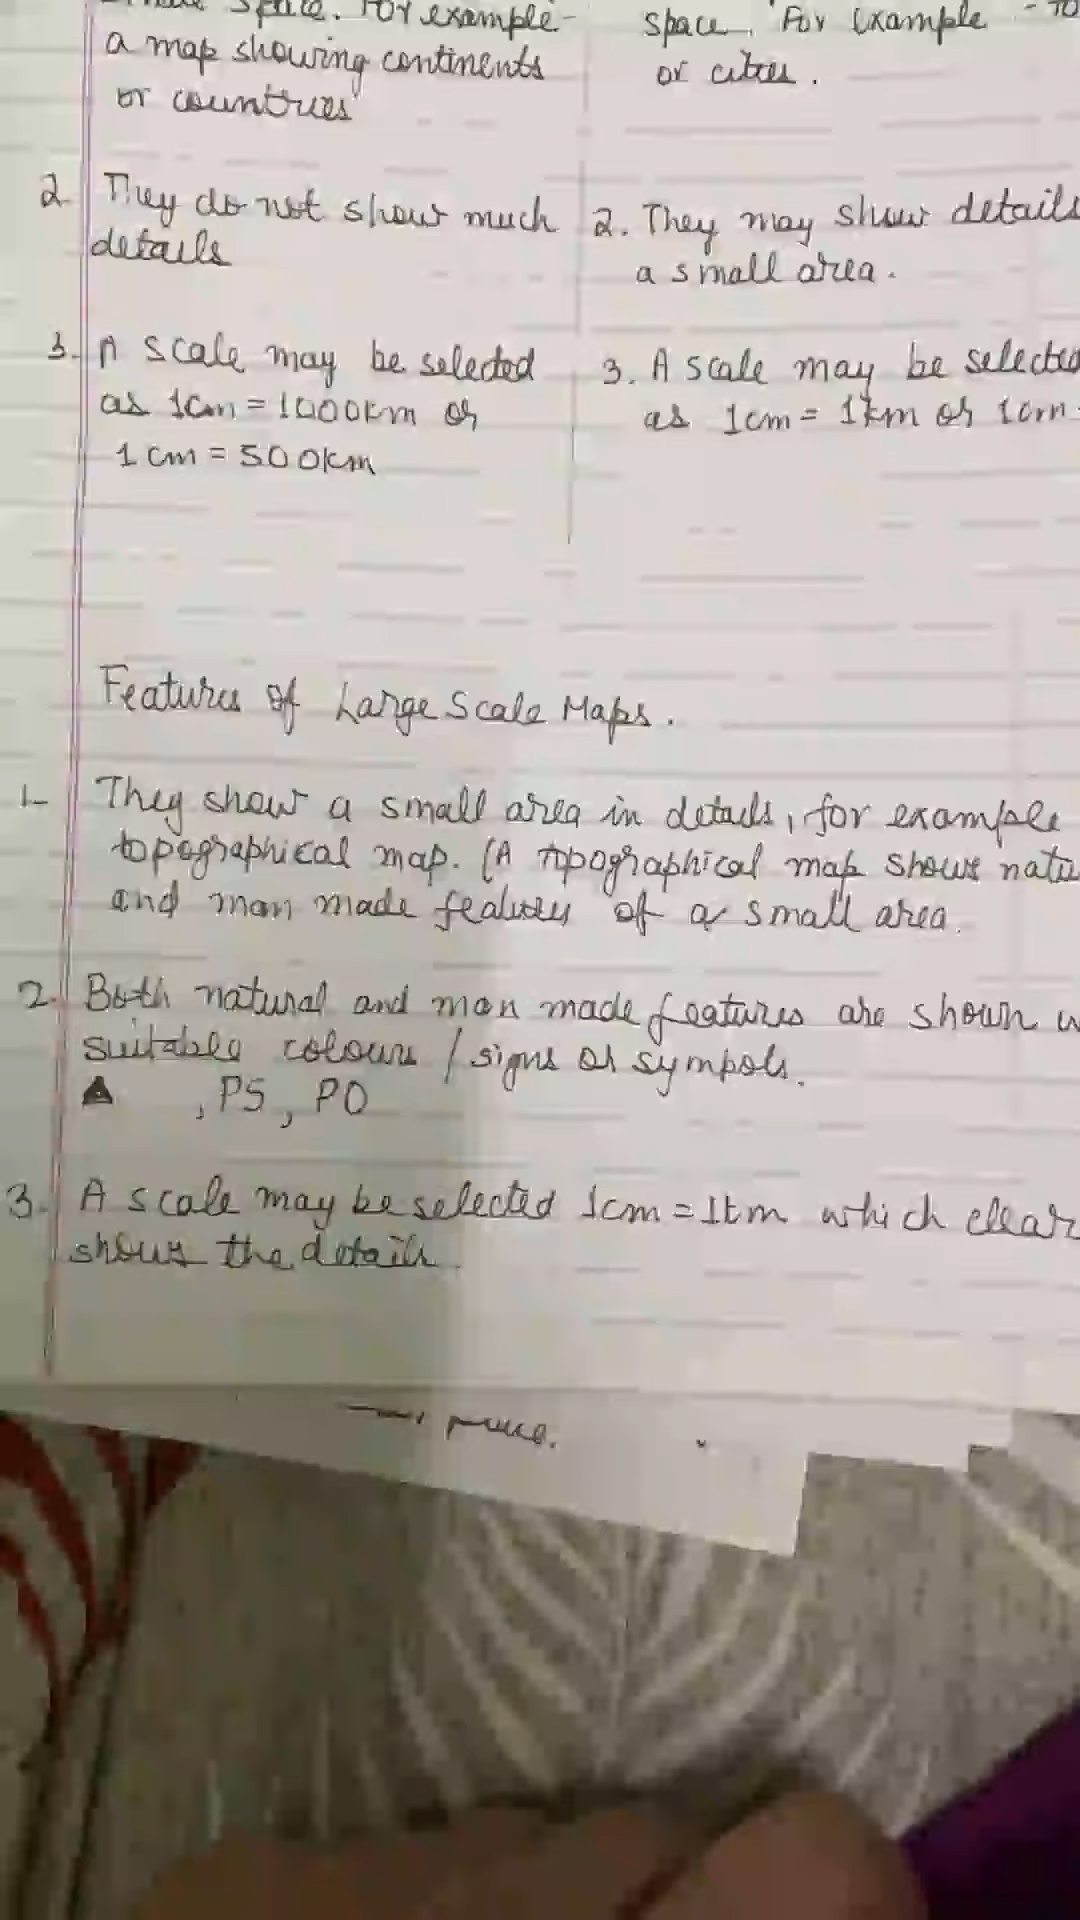 space. For example -
a map showing continents
or countries
2. They do not show much
details
3. A scale may be selected
as 1cm = 1000km or
1 cm = 500km
space. For Example -
or cities.
2. They may show details
a small area.
3. A scale may be selected
as 1cm = 1km or 1cm
Features of Large Scale Maps.
1- They show a small area in details, for example
topographical map. (A topographical map shows natu
and man made features of a small area.
2. Both natural and man made features are shown w
suitable colours / signs or symbols.
, PS, PO
3. A scale may be selected 1cm = 1km which clear
shows the details